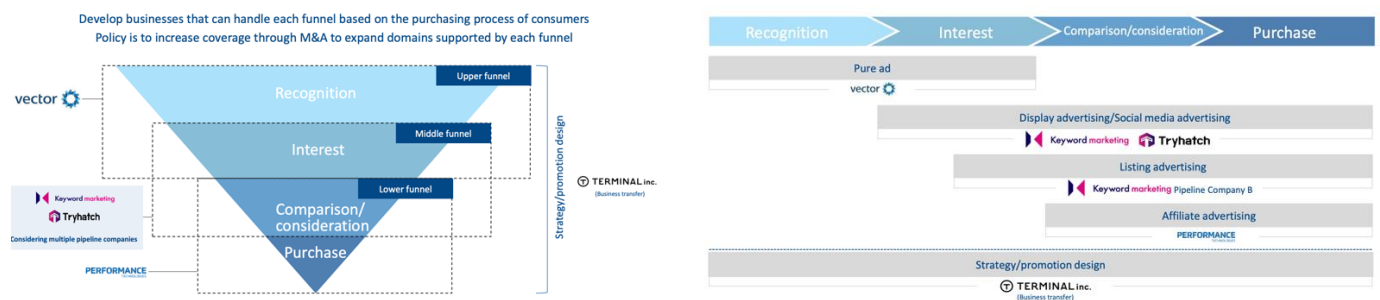 Develop businesses that can handle each funnel based on the purchasing process of consumers
Policy is to increase coverage through M&A to expand domains supported by each funnel
Upper funnel
vector
Recognition
Middle funnel
Interest
Lower funnel
Strategy/promotion design
TERMINAL inc.
(Business transfer)
Keyword marketing
Tryhatch
Considering multiple pipeline companies
Comparison/
consideration
Purchase
PERFORMANCE
TECHNOLOGIES
Recognition
Interest
Comparison/consideration
Purchase
Pure ad
vector
Display advertising/Social media advertising
Keyword marketing Tryhatch
Listing advertising
Keyword marketing Pipeline Company B
Affiliate advertising
PERFORMANCE
TECHNOLOGIES
Strategy/promotion design
TERMINAL inc.
(Business transfer)